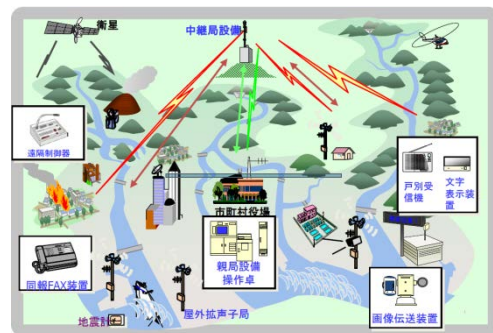 衛星
中継局設備
遠隔制御器
戸別受
信機
文字
表示装
置
市町村役場
親局設備
操作卓
同報FAX装置
地震計
屋外拡声子局
画像伝送装置